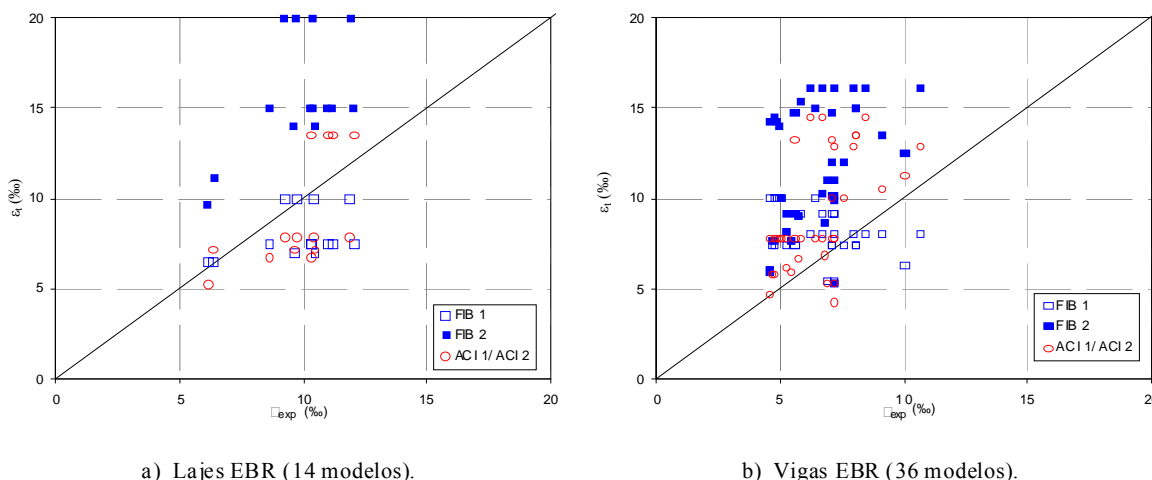 20
15
10
5
0
0 5 10 15 20
εt (‰)
□exp (‰)
FIB 1
FIB 2
ACI 1/ ACI 2
a) Lajes EBR (14 modelos).
20
15
10
5
0
0 5 10 15 20
εt (‰)
□exp (‰)
FIB 1
FIB 2
ACI 1/ ACI 2
b) Vigas EBR (36 modelos).